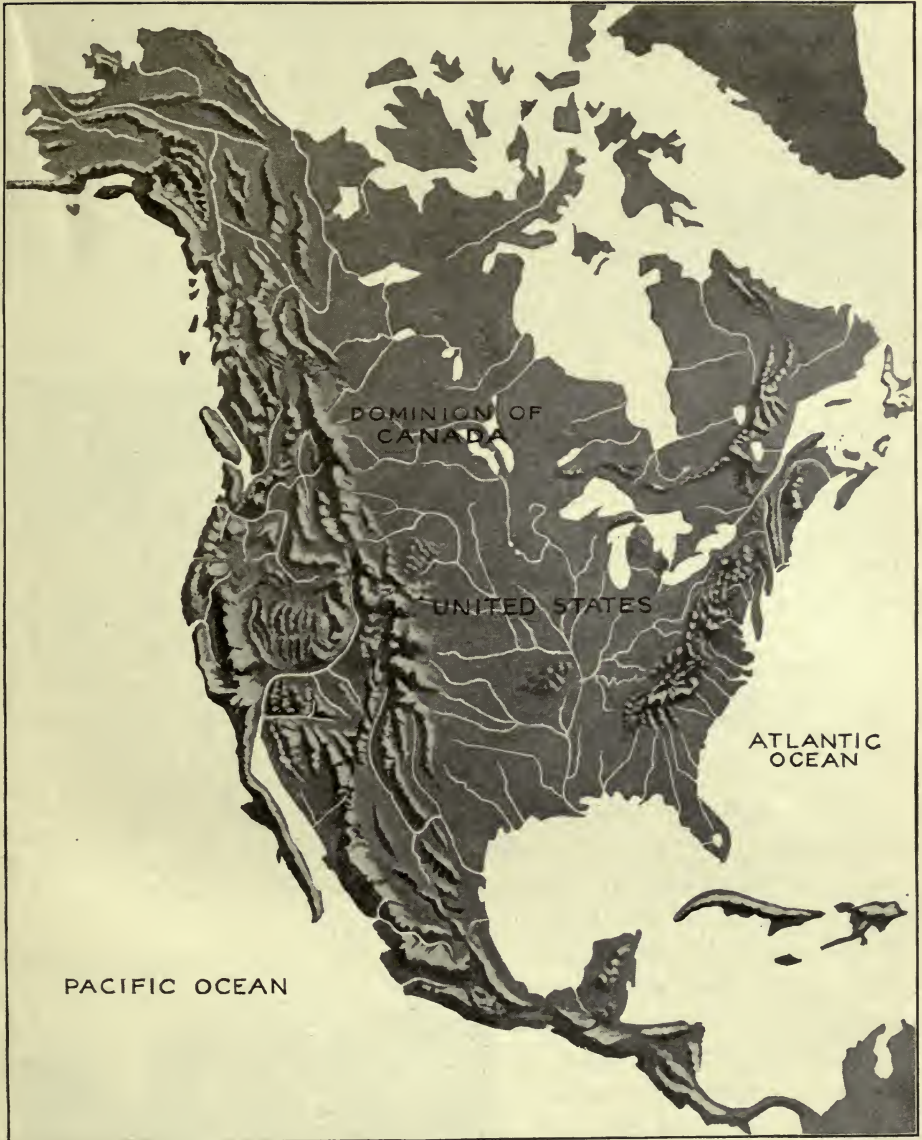 DOMINION OF
CANADA
UNITED STATES
ATLANTIC
OCEAN
PACIFIC OCEAN